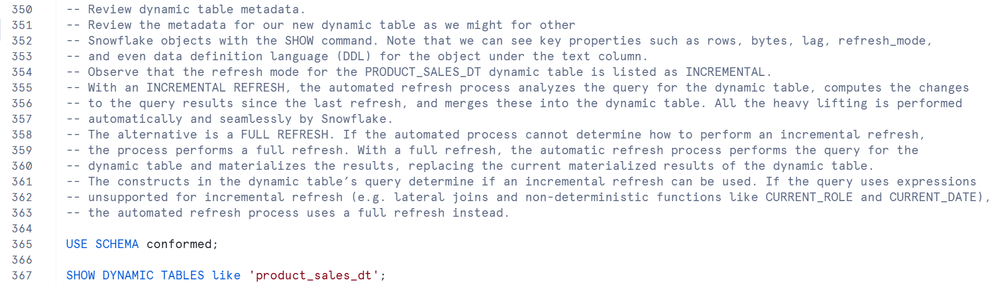 350 -- Review dynamic table metadata.
351 -- Review the metadata for our new dynamic table as we might for other
352 -- Snowflake objects with the SHOW command. Note that we can see key properties such as rows, bytes, lag, refresh_mode,
353 -- and even data definition language (DDL) for the object under the text column.
354 -- Observe that the refresh mode for the PRODUCT_SALES_DT dynamic table is listed as INCREMENTAL.
355 -- With an INCREMENTAL REFRESH, the automated refresh process analyzes the query for the dynamic table, computes the changes
356 -- to the query results since the last refresh, and merges these into the dynamic table. All the heavy lifting is performed
357 -- automatically and seamlessly by Snowflake.
358 -- The alternative is a FULL REFRESH. If the automated process cannot determine how to perform an incremental refresh,
359 -- the process performs a full refresh. With a full refresh, the automatic refresh process performs the query for the
360 -- dynamic table and materializes the results, replacing the current materialized results of the dynamic table.
361 -- The constructs in the dynamic table’s query determine if an incremental refresh can be used. If the query uses expressions
362 -- unsupported for incremental refresh (e.g. lateral joins and non-deterministic functions like CURRENT_ROLE and CURRENT_DATE),
363 -- the automated refresh process uses a full refresh instead.
364
365 USE SCHEMA conformed;
366
367 SHOW DYNAMIC TABLES like 'product_sales_dt';